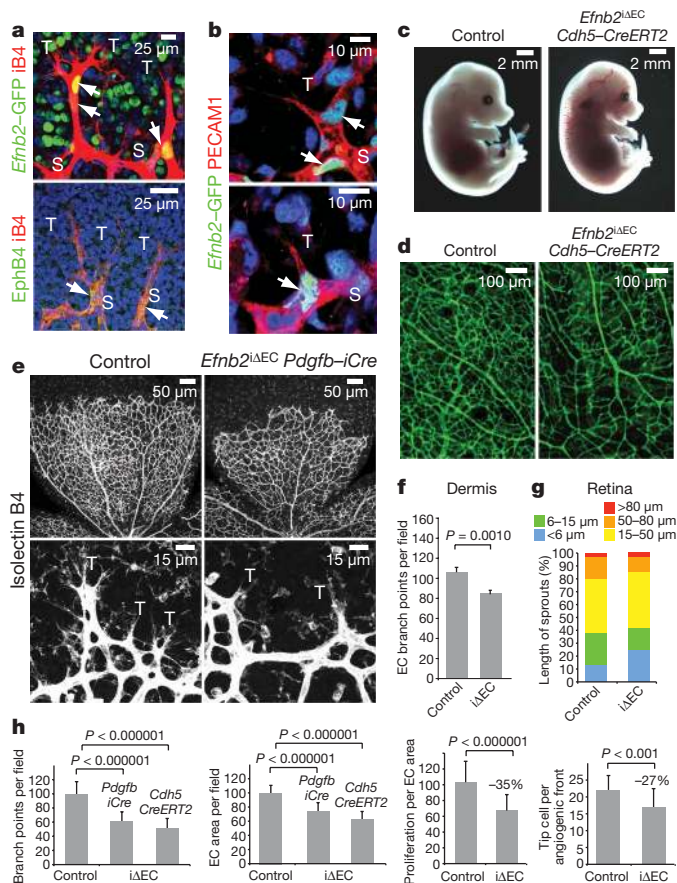 a
25 µm
T
T
T
Efnb2–GFP iB4
S
S
25 µm
T
T
T
EphB4 iB4
S
S
b
10 µm
T
Efnb2–GFP PECAM1
S
10 µm
T
S
c
Control
Efnb2iΔEC
Cdh5–CreERT2
2 mm
2 mm
d
Control
Efnb2iΔEC
Cdh5–CreERT2
100 µm
100 µm
e
Control
Efnb2iΔEC Pdgfb–iCre
50 µm
50 µm
Isolectin B4
15 µm
15 µm
T
T
T
T
T
f
Dermis
EC branch points per field
160
140
120
100
80
60
40
20
0
P = 0.0010
Control
iΔEC
g
Retina
>80 µm
6–15 µm
50–80 µm
<6 µm
15–50 µm
Length of sprouts (%)
100
90
80
70
60
50
40
30
20
10
0
Control
iΔEC
h
Branch points per field
140
120
100
80
60
40
20
0
P < 0.000001
P < 0.000001
Pdgfb
iCre
Cdh5
CreERT2
Control
iΔEC
EC area per field
140
120
100
80
60
40
20
0
P < 0.000001
P < 0.000001
Pdgfb
iCre
Cdh5
CreERT2
Control
iΔEC
Proliferation per EC area
140
120
100
80
60
40
20
0
P < 0.000001
–35%
Control
iΔEC
Tip cell per
angiogenic front
40
35
30
25
20
15
10
5
0
P < 0.001
–27%
Control
iΔEC